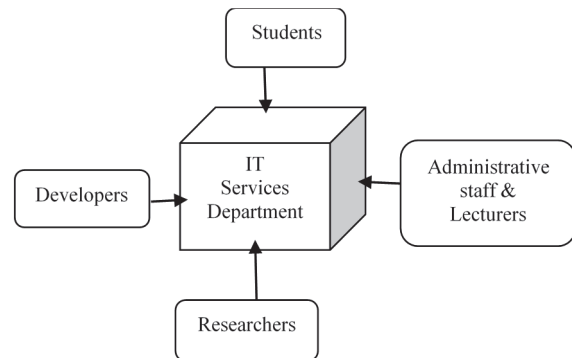 Students
IT
Services
Department
Developers
Administrative
staff &
Lecturers
Researchers